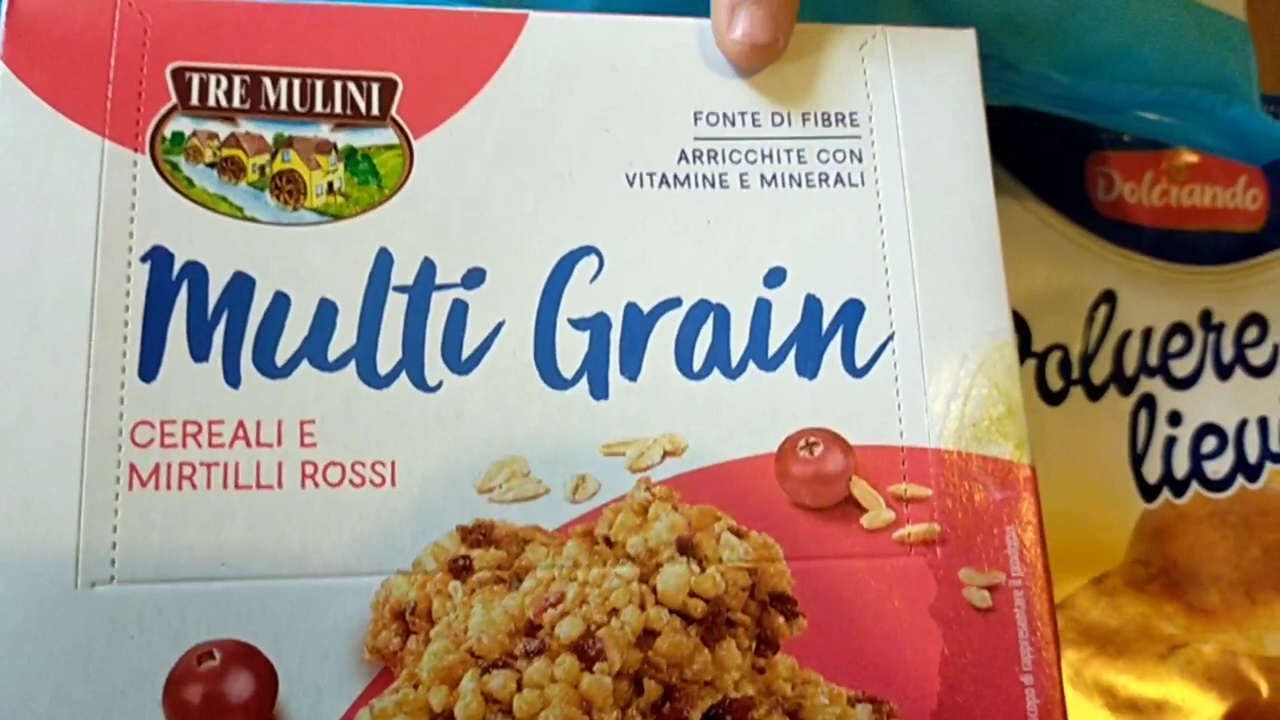 TRE MULINI
FONTE DI FIBRE
ARRICCHITE CON
VITAMINE E MINERALI
Multi Grain
CEREALI E
MIRTILLI ROSSI
Dolciando
Polvere
liev